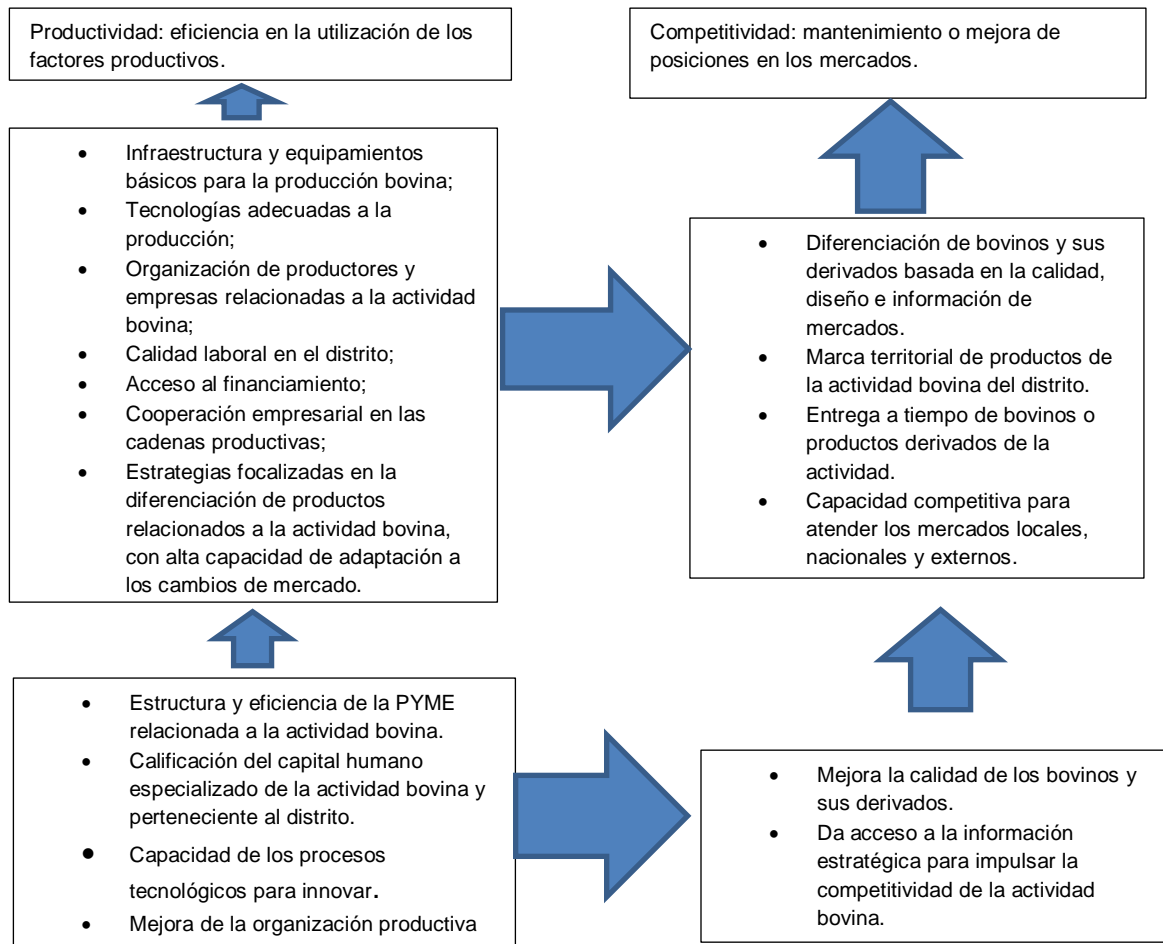 Productividad: eficiencia en la utilización de los
factores productivos.
Competitividad: mantenimiento o mejora de
posiciones en los mercados.
• Infraestructura y equipamientos
básicos para la producción bovina;
• Tecnologías adecuadas a la
producción;
• Organización de productores y
empresas relacionadas a la actividad
bovina;
• Calidad laboral en el distrito;
• Acceso al financiamiento;
• Cooperación empresarial en las
cadenas productivas;
• Estrategias focalizadas en la
diferenciación de productos
relacionados a la actividad bovina,
con alta capacidad de adaptación a
los cambios de mercado.
• Diferenciación de bovinos y sus
derivados basada en la calidad,
diseño e información de
mercados.
• Marca territorial de productos de
la actividad bovina del distrito.
• Entrega a tiempo de bovinos o
productos derivados de la
actividad.
• Capacidad competitiva para
atender los mercados locales,
nacionales y externos.
• Estructura y eficiencia de la PYME
relacionada a la actividad bovina.
• Calificación del capital humano
especializado de la actividad bovina y
perteneciente al distrito.
• Capacidad de los procesos
tecnológicos para innovar.
• Mejora de la organización productiva
• Mejora la calidad de los bovinos y
sus derivados.
• Da acceso a la información
estratégica para impulsar la
competitividad de la actividad
bovina.